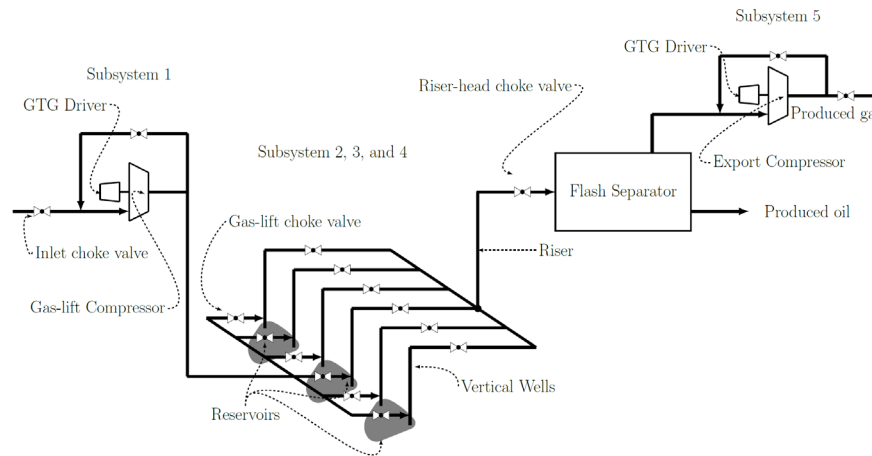 Subsystem 5
GTG Driver
Subsystem 1
Riser-head choke valve
GTG Driver
Produced ga
Subsystem 2, 3, and 4
Export Compressor
Flash Separator
Gas-lift choke valve
Produced oil
Inlet choke valve
Riser
Gas-lift Compressor
Vertical Wells
Reservoirs